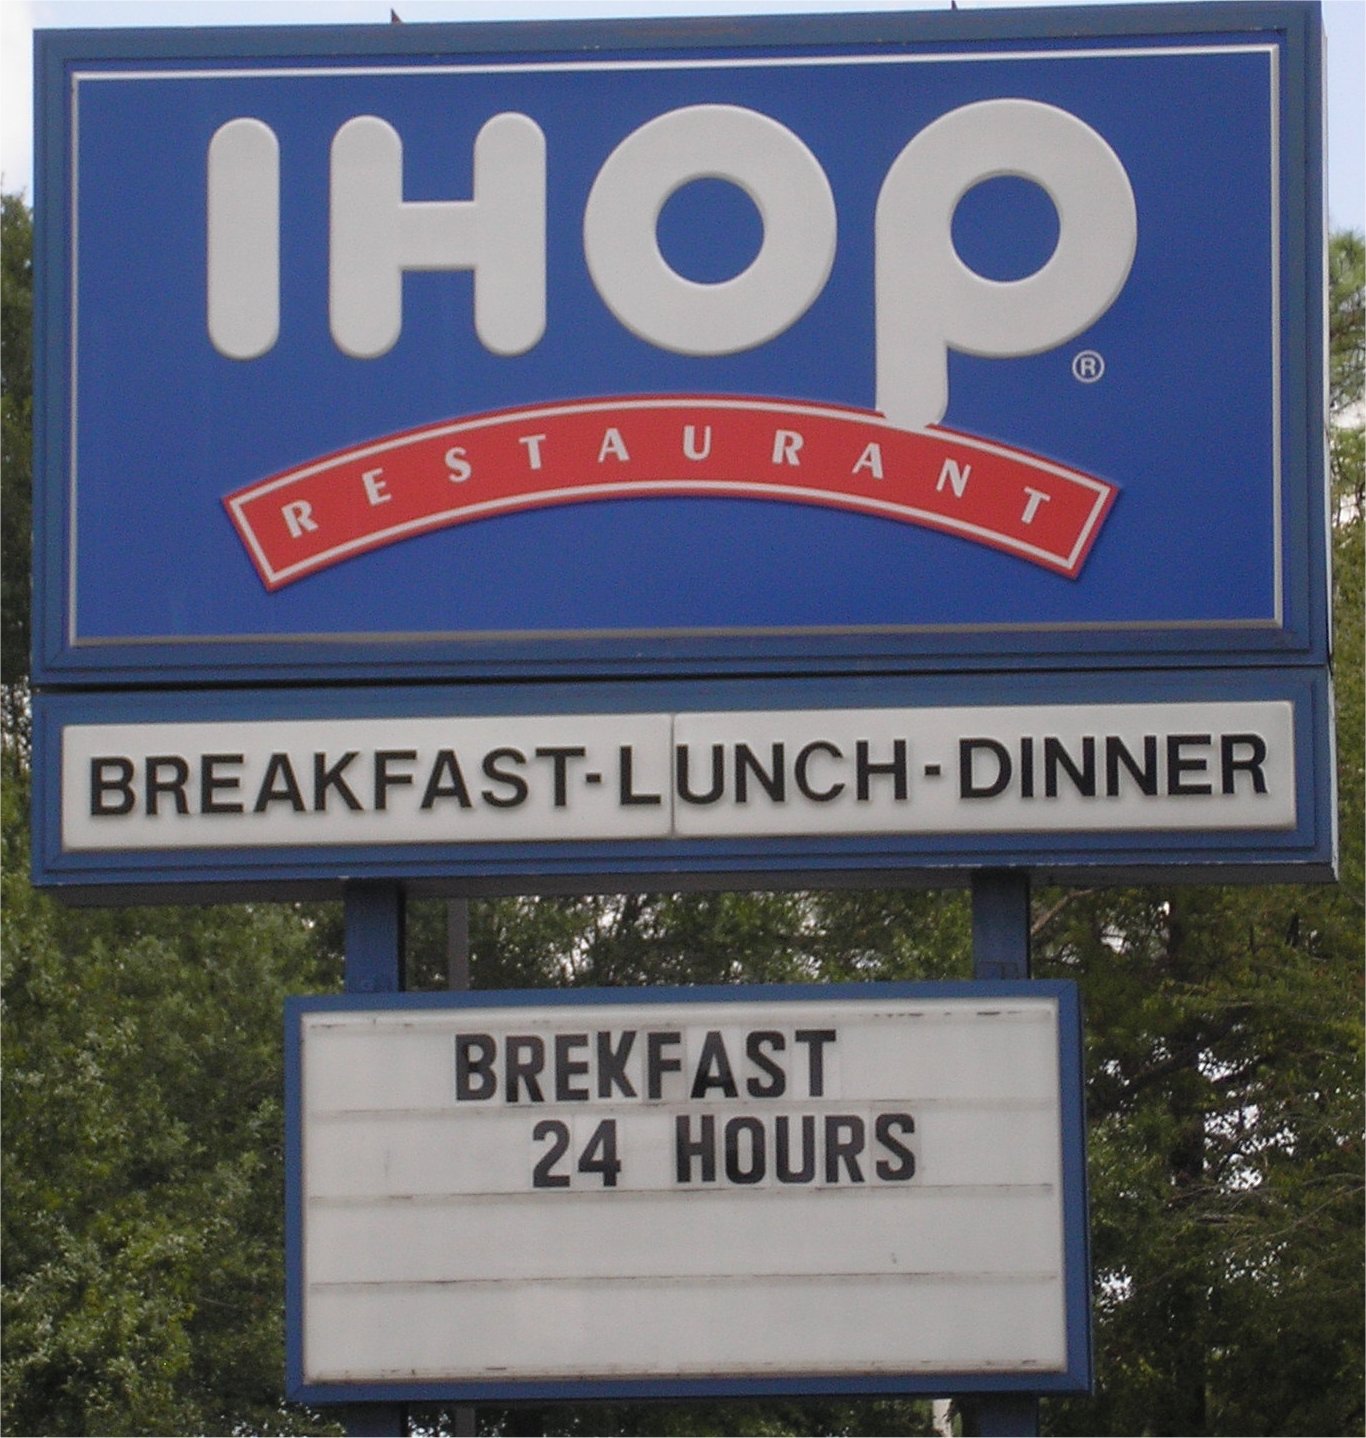 IHOP®
RESTAURANT
BREAKFAST-LUNCH-DINNER
BREKFAST
24 HOURS